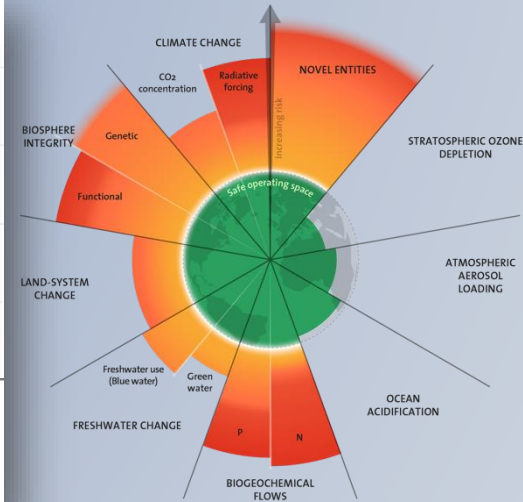 CLIMATE CHANGE
CO₂
concentration
Radiative
forcing
Increasing risk
NOVEL ENTITIES
STRATOSPHERIC OZONE
DEPLETION
BIOSPHERE
INTEGRITY
Genetic
Functional
Safe operating space
LAND-SYSTEM
CHANGE
ATMOSPHERIC
AEROSOL
LOADING
Freshwater use
(Blue water)
Green
water
FRESHWATER CHANGE
P
N
OCEAN
ACIDIFICATION
BIOGEOCHEMICAL
FLOWS